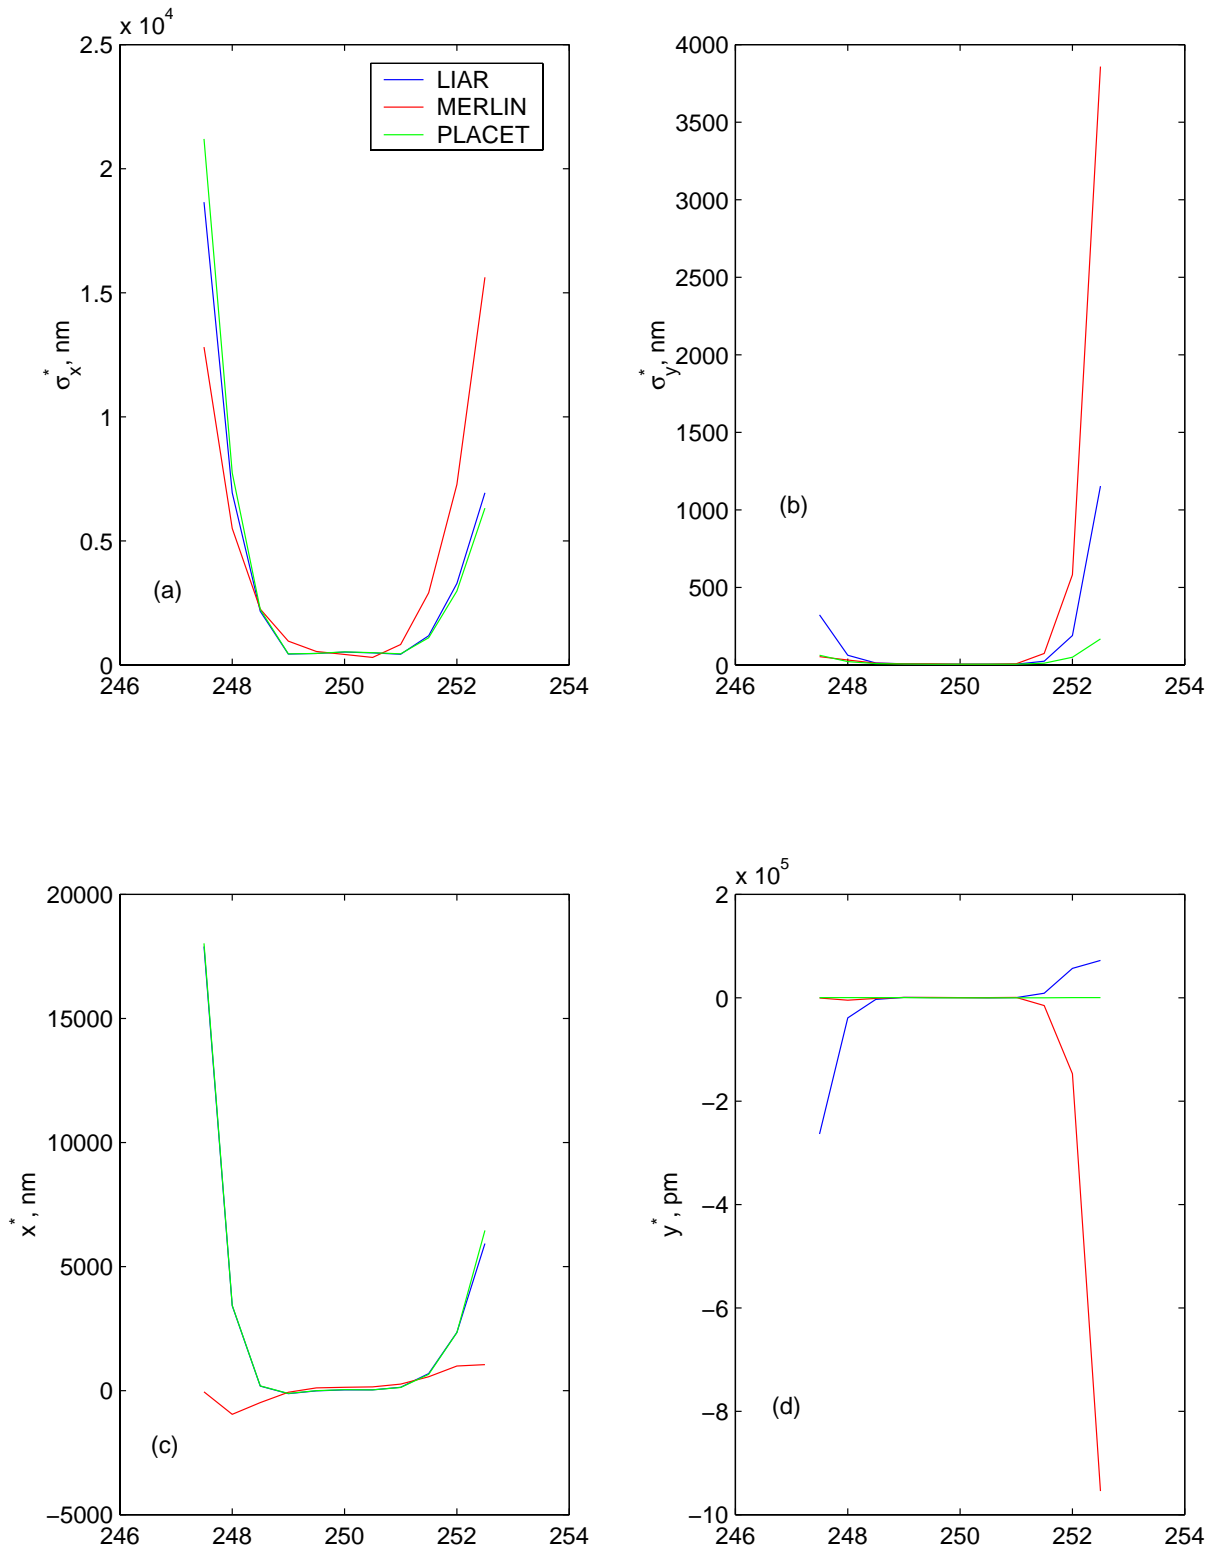 x 10^4
2.5
2
1.5
1
0.5
0
σ*x, nm
246 248 250 252 254
LIAR
MERLIN
PLACET
(a)
4000
3500
3000
2500
2000
1500
1000
500
0
σ*y, nm
246 248 250 252 254
(b)
20000
15000
10000
5000
0
−5000
x*, nm
246 248 250 252 254
(c)
x 10^5
2
0
−2
−4
−6
−8
−10
y*, pm
246 248 250 252 254
(d)